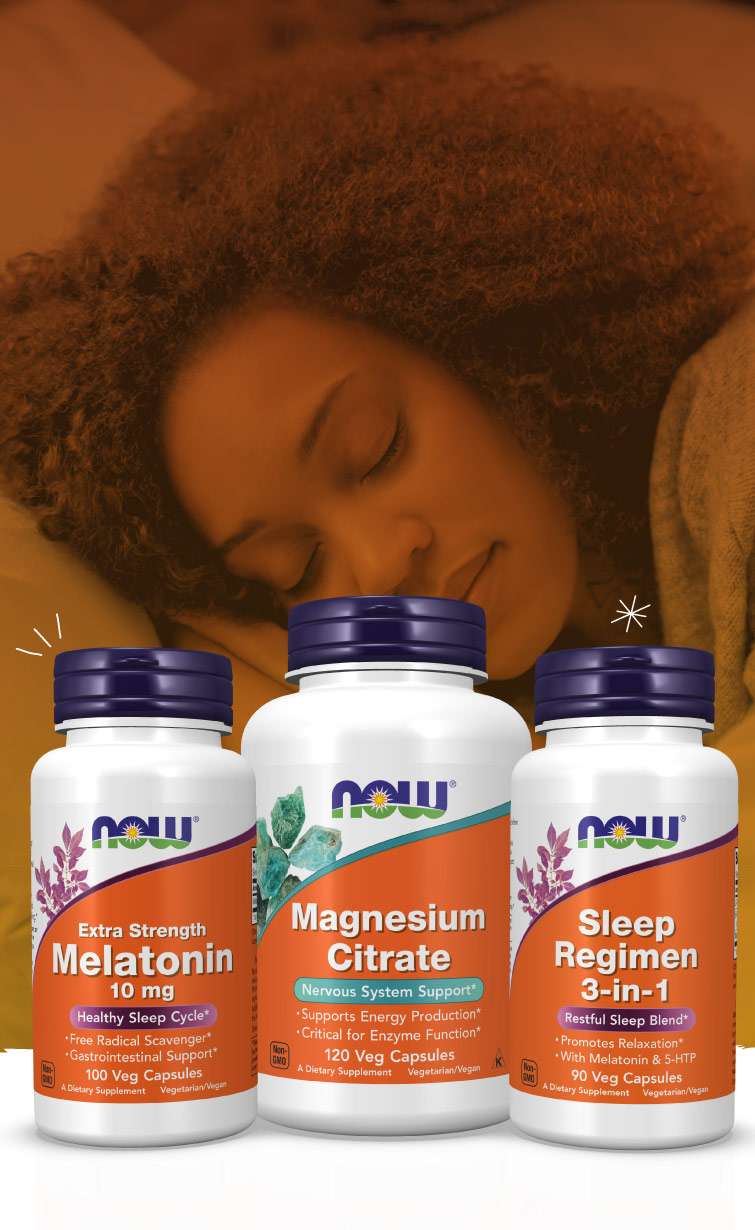 NOW®
Extra Strength
Melatonin
10 mg
Healthy Sleep Cycle*
• Free Radical Scavenger*
• Gastrointestinal Support*
Non-
GMO
100 Veg Capsules
A Dietary Supplement Vegetarian/Vegan
NOW®
Magnesium
Citrate
Nervous System Support*
• Supports Energy Production*
• Critical for Enzyme Function*
Non-
GMO
120 Veg Capsules
K
A Dietary Supplement Vegetarian/Vegan
NOW®
Sleep
Regimen
3-in-1
Restful Sleep Blend*
• Promotes Relaxation*
• With Melatonin & 5-HTP
Non-
GMO
90 Veg Capsules
A Dietary Supplement Vegetarian/Vegan